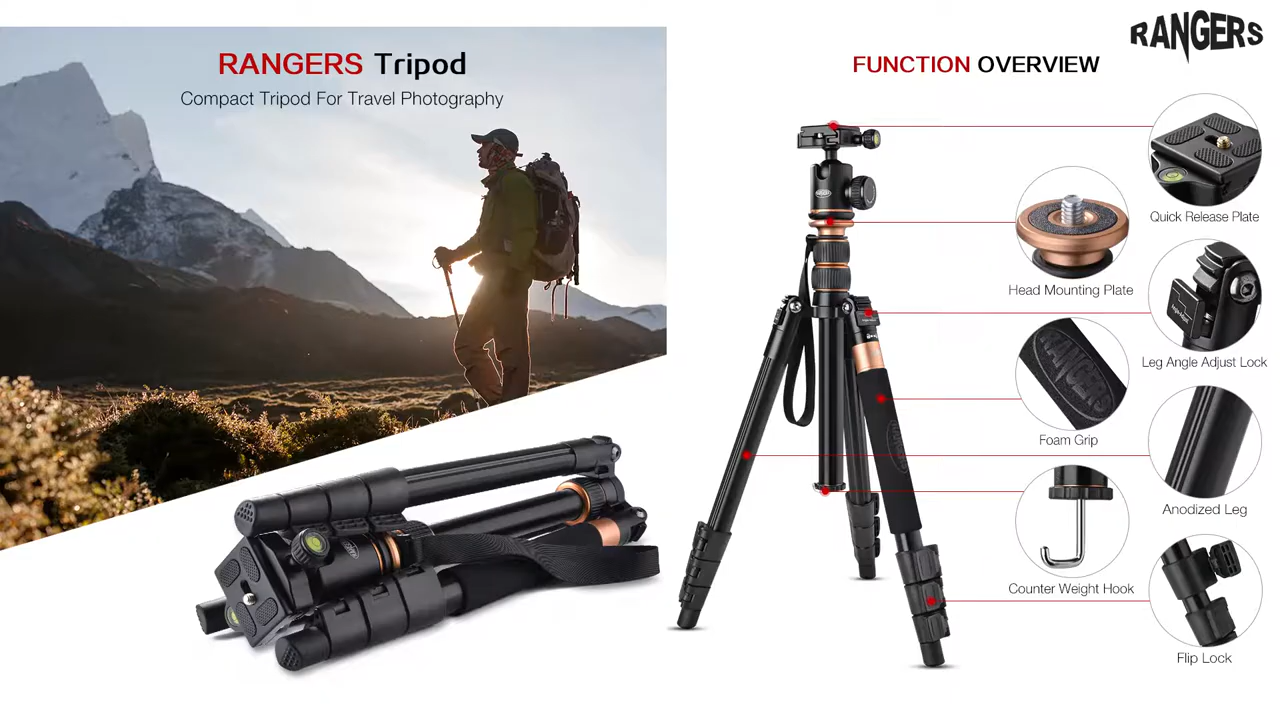 RANGERS Tripod
Compact Tripod For Travel Photography
RANGERS
FUNCTION OVERVIEW
Quick Release Plate
Head Mounting Plate
Leg Angle Adjust Lock
RANGERS
Foam Grip
Anodized Leg
Counter Weight Hook
Flip Lock